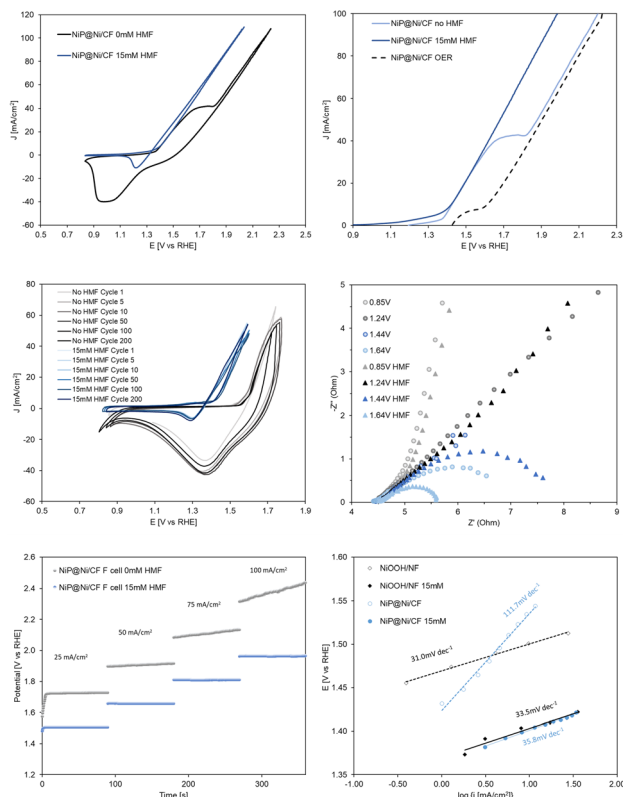 120
100
80
60
40
20
0
-20
-40
-60
0.5
0.7
0.9
1.1
1.3
1.5
1.7
1.9
2.1
2.3
2.5
J [mA/cm²]
E [V vs RHE]
NiP@Ni/CF 0mM HMF
NiP@Ni/CF 15mM HMF
100
80
60
40
20
0
0.9
1.1
1.3
1.5
1.7
1.9
2.1
2.3
J [mA/cm²]
E [V vs RHE]
NiP@Ni/CF no HMF
NiP@Ni/CF 15mM HMF
NiP@Ni/CF OER
80
60
40
20
0
-20
-40
-60
0.5
0.7
0.9
1.1
1.3
1.5
1.7
1.9
J [mA/cm²]
E [V vs RHE]
No HMF Cycle 1
No HMF Cycle 5
No HMF Cycle 10
No HMF Cycle 50
No HMF Cycle 100
No HMF Cycle 200
15mM HMF Cycle 1
15mM HMF Cycle 5
15mM HMF Cycle 10
15mM HMF Cycle 50
15mM HMF Cycle 100
15mM HMF Cycle 200
5
4
3
2
1
0
4
5
6
7
8
9
-Z'' (Ohm)
Z' (Ohm)
0.85V
1.24V
1.44V
1.64V
0.85V HMF
1.24V HMF
1.44V HMF
1.64V HMF
2.6
2.4
2.2
2.0
1.8
1.6
1.4
1.2
0
100
200
300
Potential [V vs RHE]
Time [s]
NiP@Ni/CF F cell 0mM HMF
NiP@Ni/CF F cell 15mM HMF
25 mA/cm²
50 mA/cm²
75 mA/cm²
100 mA/cm²
1.60
1.55
1.50
1.45
1.40
1.35
-1.00
-0.50
0.00
0.50
1.00
1.50
2.00
E [V vs RHE]
log (j [mA/cm²])
NiOOH/NF
NiOOH/NF 15mM
NiP@Ni/CF
NiP@Ni/CF 15mM
111.7mV dec⁻¹
31.0mV dec⁻¹
33.5mV dec⁻¹
35.8mV dec⁻¹